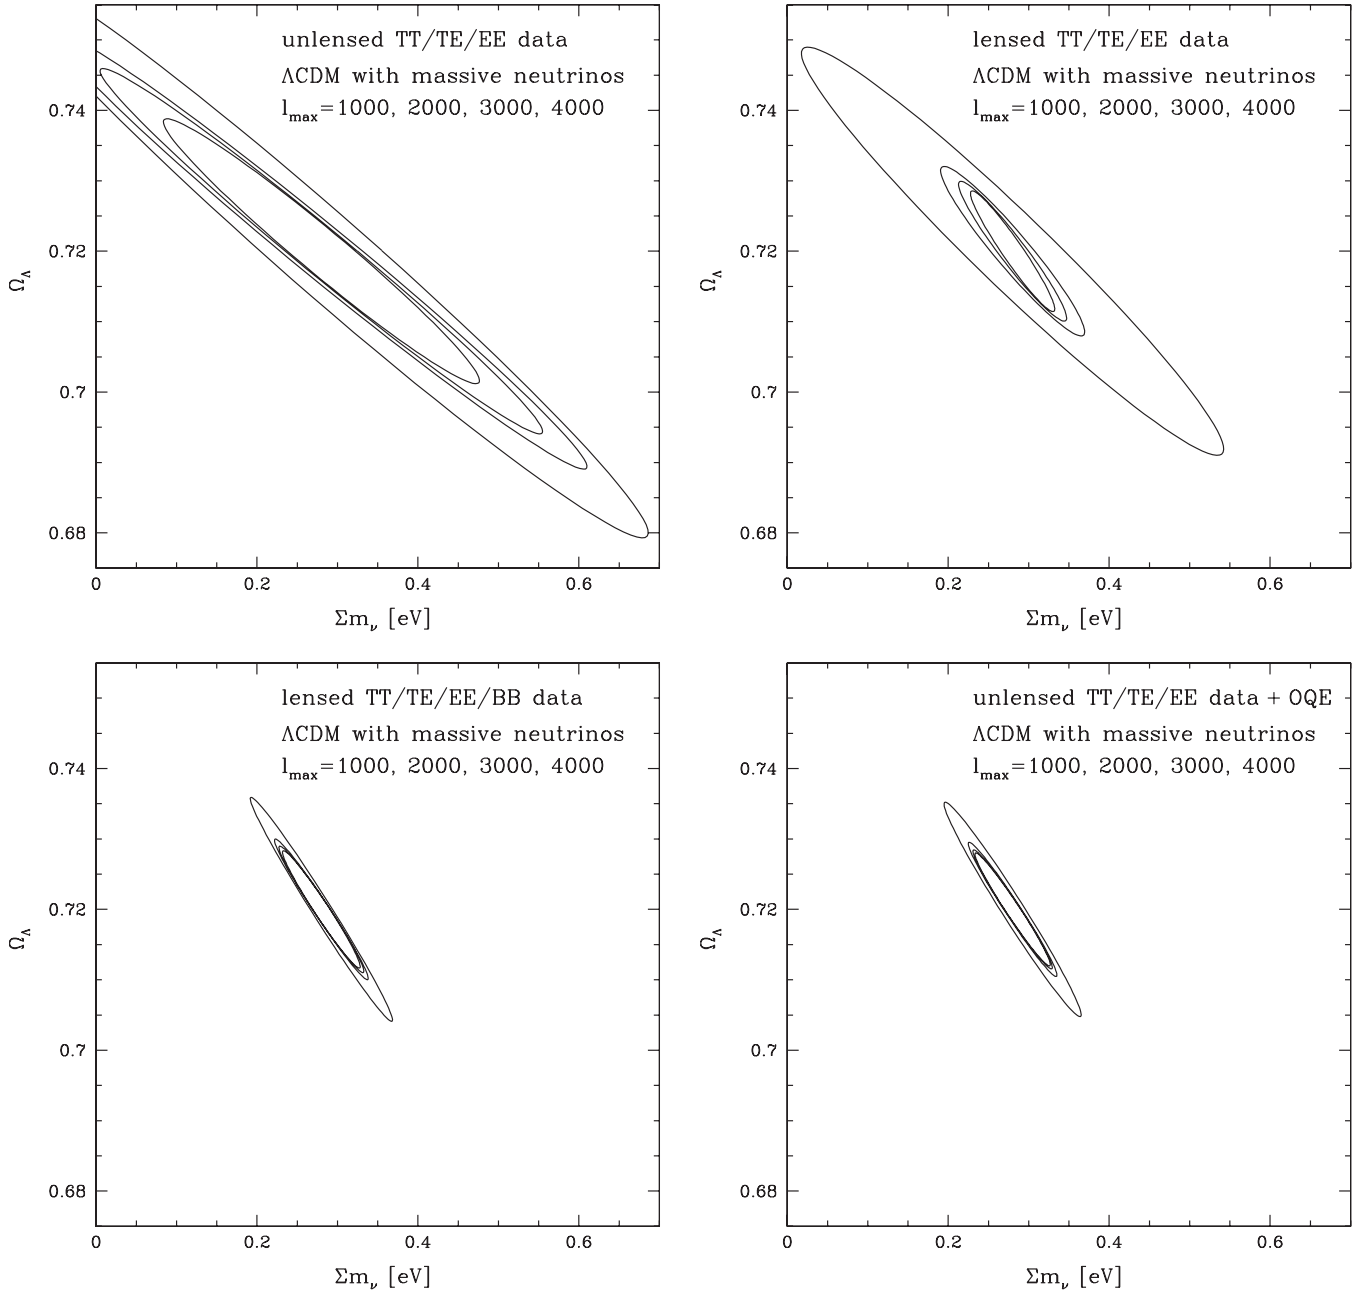 unlensed TT/TE/EE data
ΛCDM with massive neutrinos
l_max=1000, 2000, 3000, 4000
0.74
0.72
0.7
0.68
Ω_Λ
0 0.2 0.4 0.6
Σm_ν [eV]
lensed TT/TE/EE data
ΛCDM with massive neutrinos
l_max=1000, 2000, 3000, 4000
0.74
0.72
0.7
0.68
Ω_Λ
0 0.2 0.4 0.6
Σm_ν [eV]
lensed TT/TE/EE/BB data
ΛCDM with massive neutrinos
l_max=1000, 2000, 3000, 4000
0.74
0.72
0.7
0.68
Ω_Λ
0 0.2 0.4 0.6
Σm_ν [eV]
unlensed TT/TE/EE data + OQE
ΛCDM with massive neutrinos
l_max=1000, 2000, 3000, 4000
0.74
0.72
0.7
0.68
Ω_Λ
0 0.2 0.4 0.6
Σm_ν [eV]